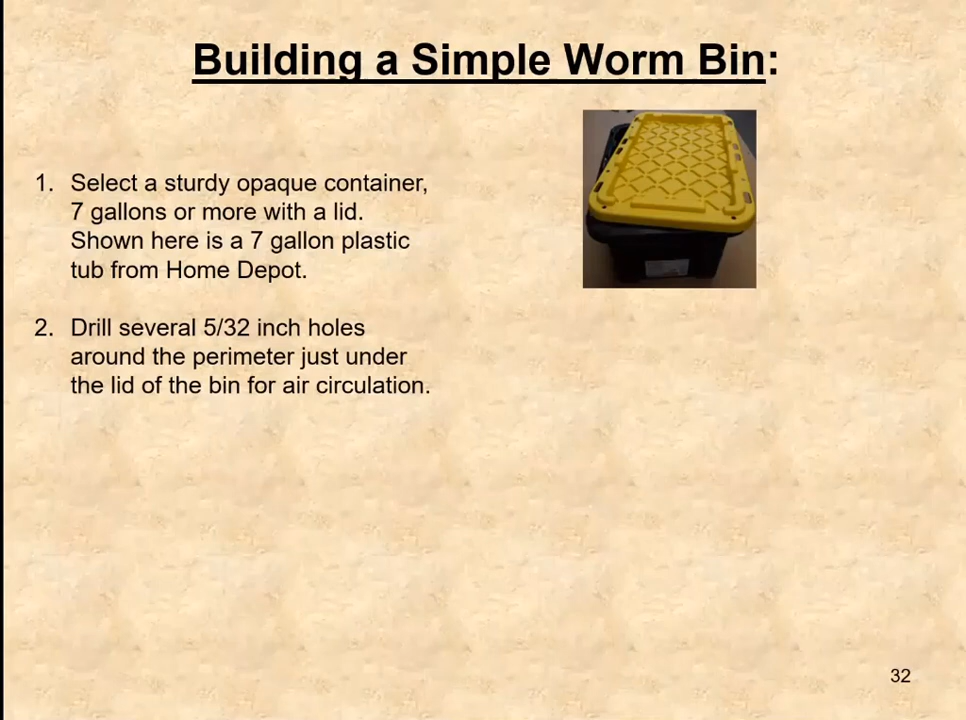 Building a Simple Worm Bin:
1. Select a sturdy opaque container,
7 gallons or more with a lid.
Shown here is a 7 gallon plastic
tub from Home Depot.
2. Drill several 5/32 inch holes
around the perimeter just under
the lid of the bin for air circulation.
32